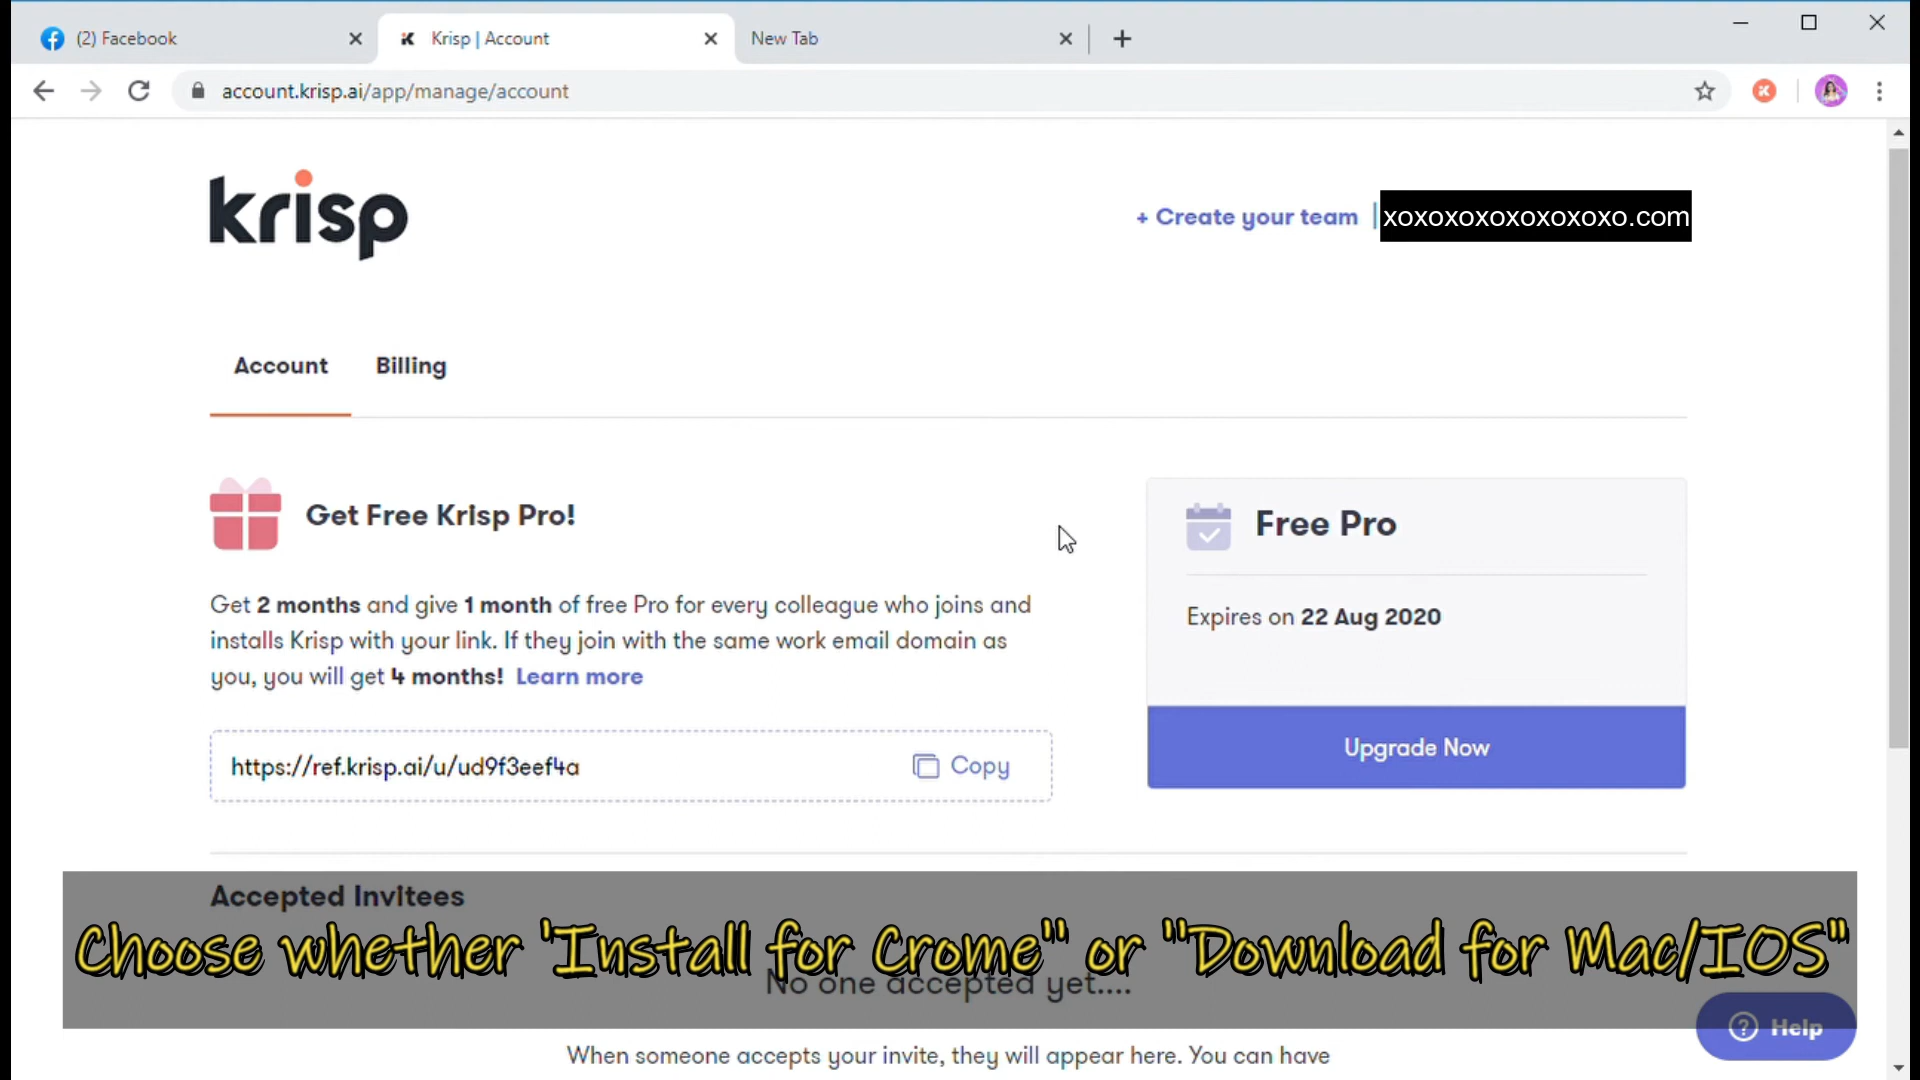 (2) Facebook
Krisp | Account
New Tab
account.krisp.ai/app/manage/account
krisp
+ Create your team | xoxoxoxoxoxoxoxo.com
Account
Billing
Get Free Krisp Pro!
Get 2 months and give 1 month of free Pro for every colleague who joins and
installs Krisp with your link. If they join with the same work email domain as
you, you will get 4 months! Learn more
https://ref.krisp.ai/u/ud9f3eef4a
Copy
Free Pro
Expires on 22 Aug 2020
Upgrade Now
Accepted Invitees
Choose whether 'Install for Crome" or "Download for Mac/IOS"
No one accepted yet....
Help
When someone accepts your invite, they will appear here. You can have